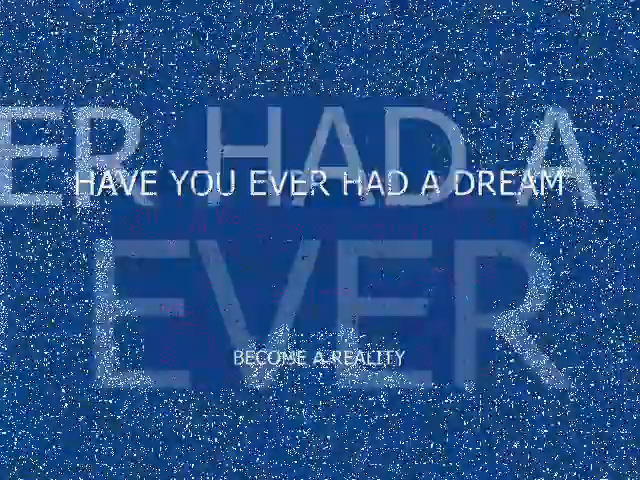 ER HAD A
HAVE YOU EVER HAD A DREAM
EVER
BECOME A REALITY